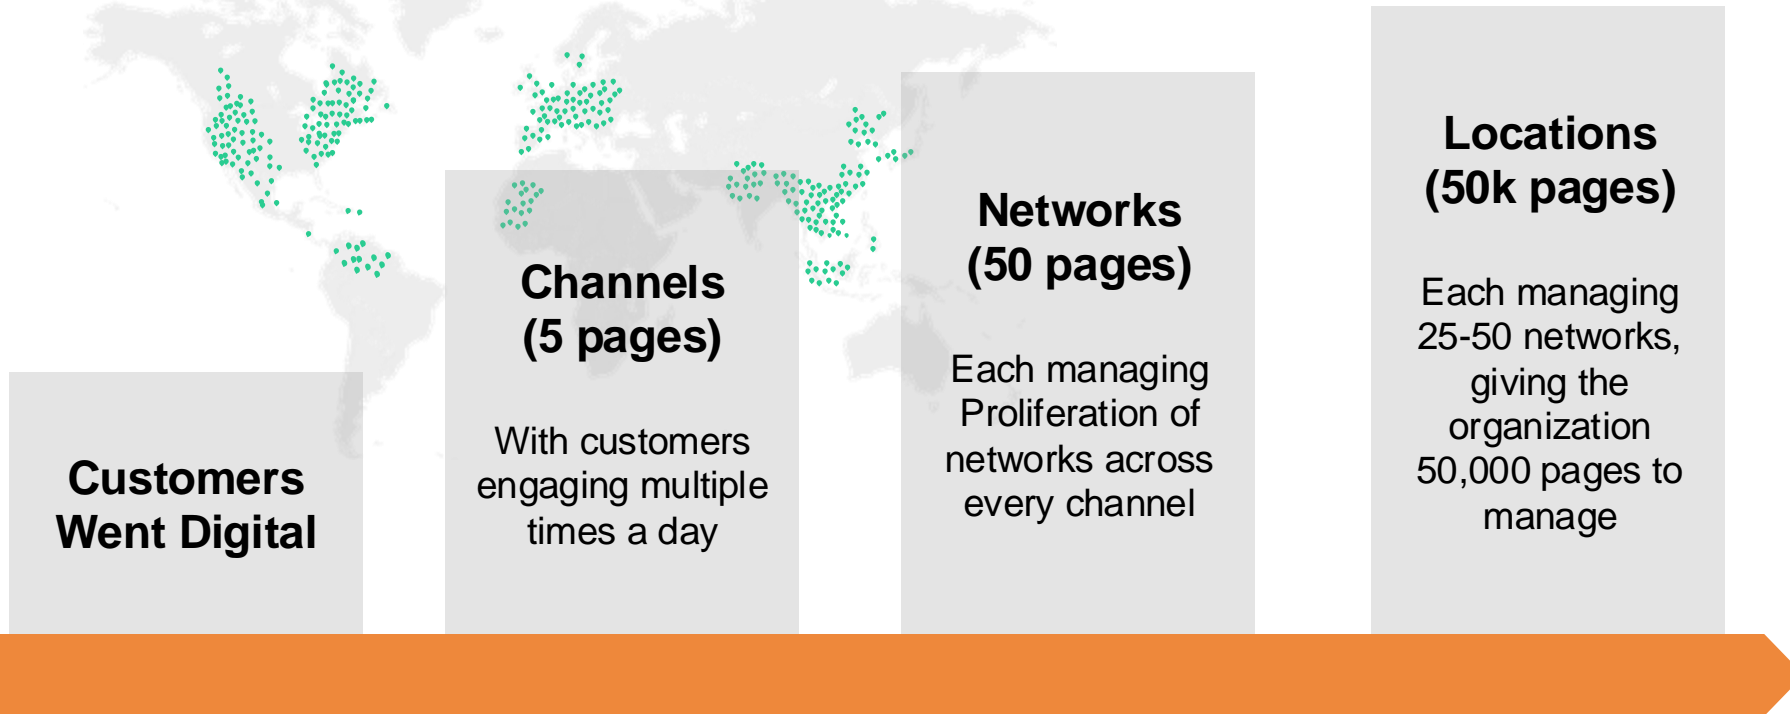 Customers
Went Digital
Channels
(5 pages)
With customers
engaging multiple
times a day
Networks
(50 pages)
Each managing
Proliferation of
networks across
every channel
Locations
(50k pages)
Each managing
25-50 networks,
giving the
organization
50,000 pages to
manage